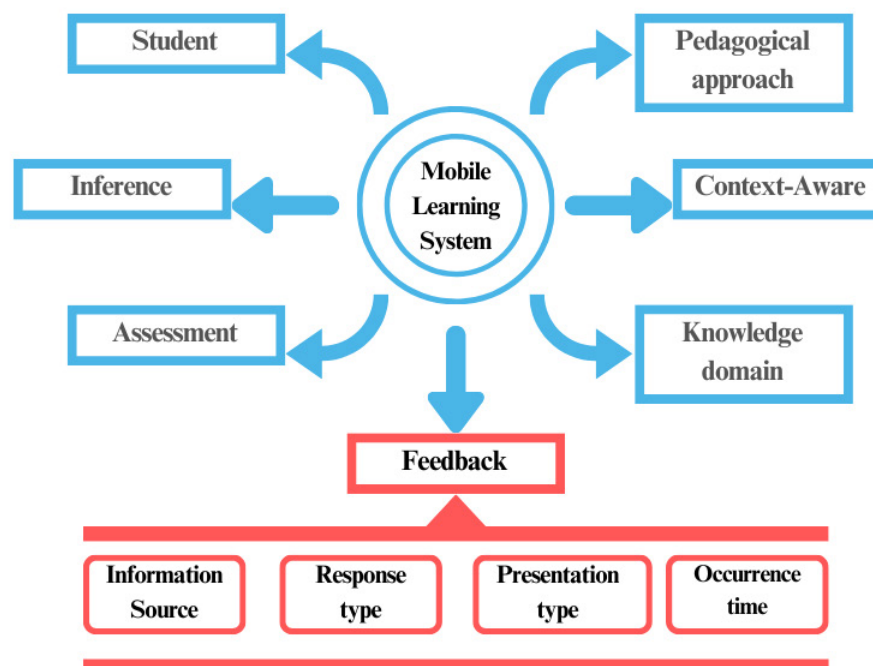 Student
Pedagogical
approach
Inference
Mobile
Learning
System
Context-Aware
Assessment
Knowledge
domain
Feedback
Information
Source
Response
type
Presentation
type
Occurrence
time